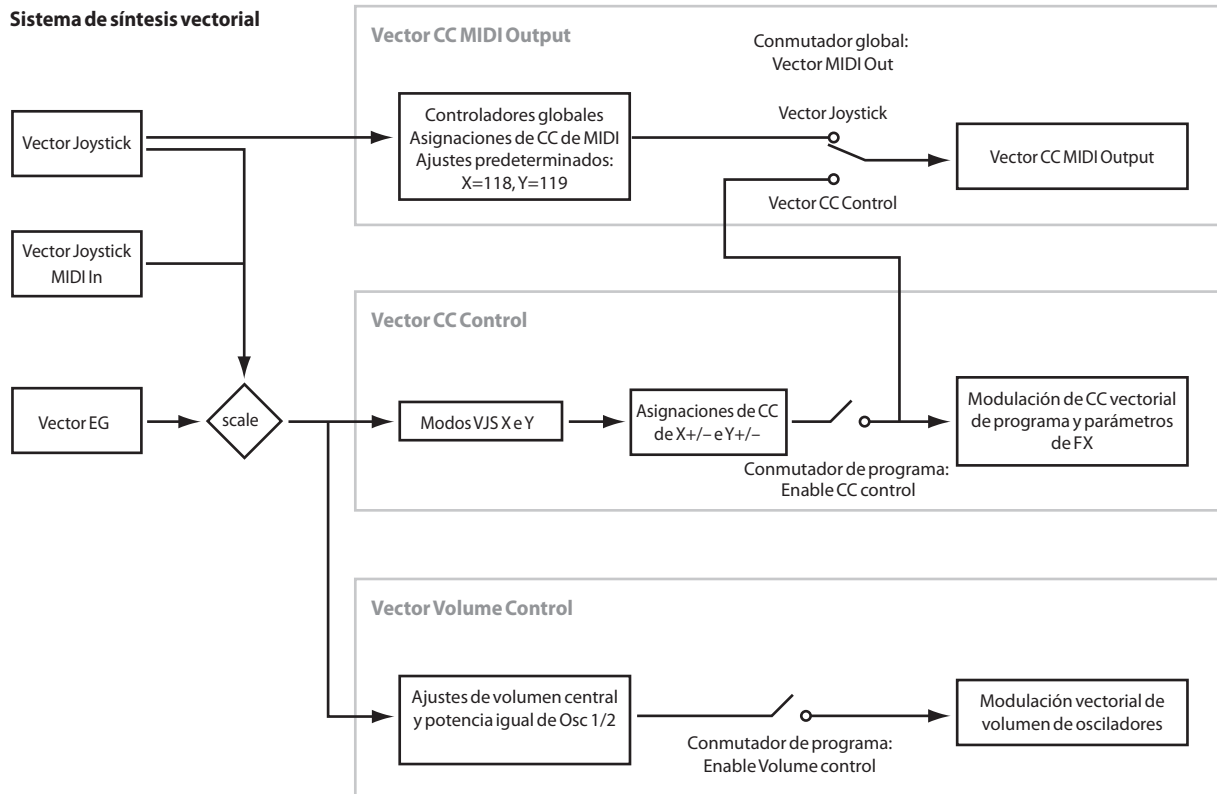 Sistema de síntesis vectorial
Vector CC MIDI Output
Conmutador global:
Vector MIDI Out
Vector Joystick
Controladores globales
Asignaciones de CC de MIDI
Ajustes predeterminados:
X=118, Y=119
Vector Joystick
Vector CC Control
Vector CC MIDI Output
Vector Joystick
MIDI In
Vector CC Control
Vector EG
scale
Modos VJS X e Y
Asignaciones de CC
de X+/– e Y+/–
Conmutador de programa:
Enable CC control
Modulación de CC vectorial
de programa y parámetros
de FX
Vector Volume Control
Ajustes de volumen central
y potencia igual de Osc 1/2
Conmutador de programa:
Enable Volume control
Modulación vectorial de
volumen de osciladores